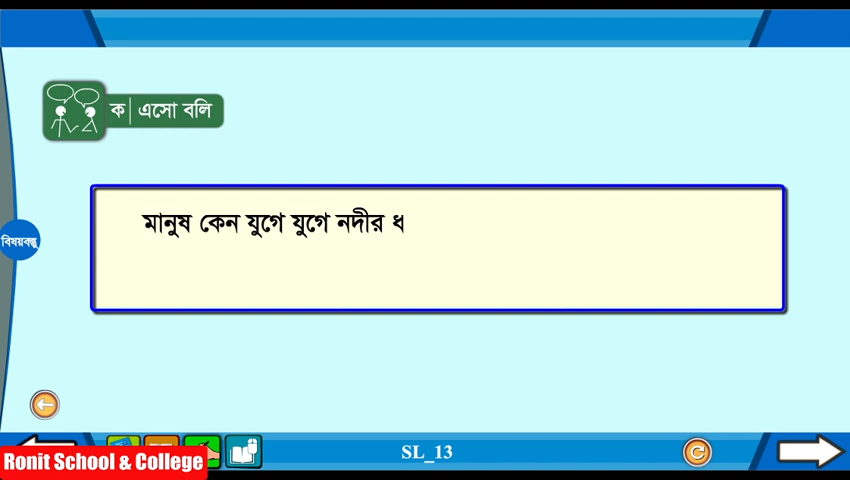 ক| এসো বলি
মানুষ কেন যুগে যুগে নদীর ধ
বিষয়বস্তু
SL_13
Ronit School & College